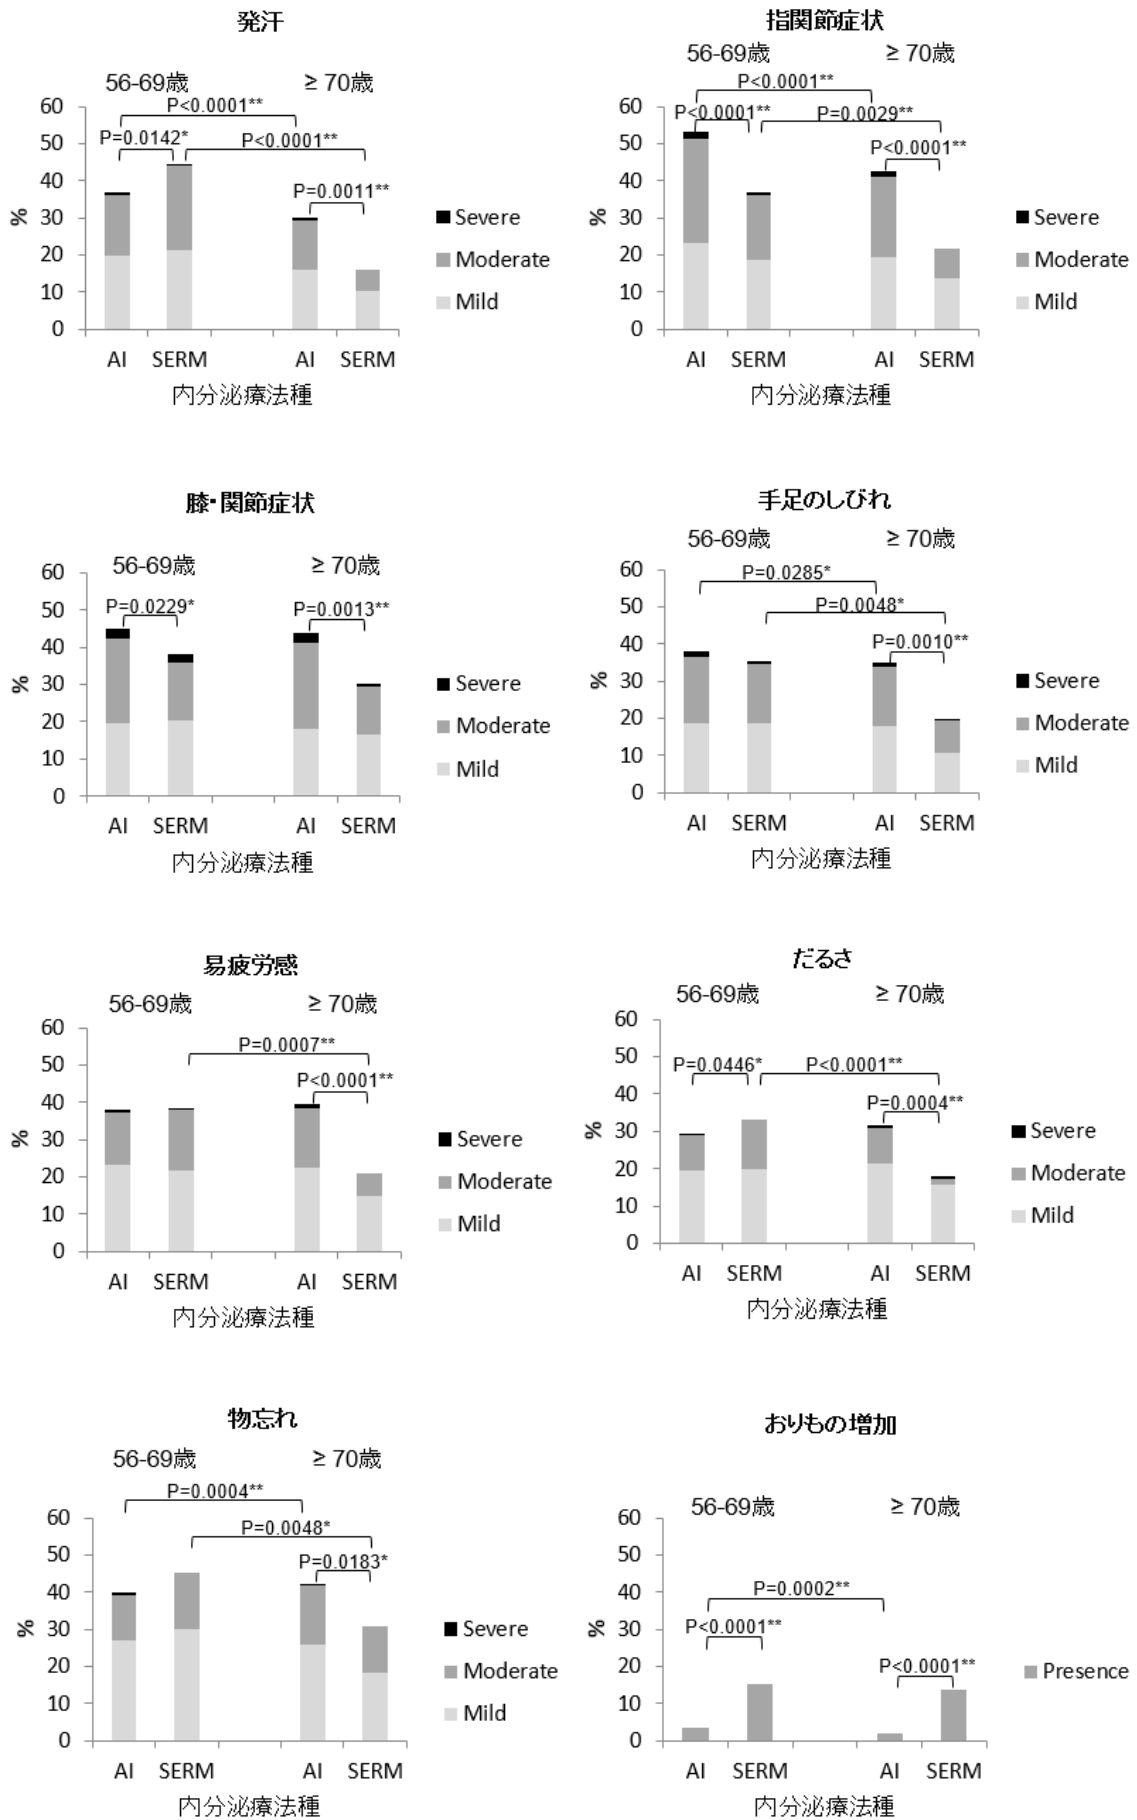 発汗
56-69歳 ≥ 70歳
P<0.0001**
P=0.0142* P<0.0001**
P=0.0011**
60
50
40
30
20
10
0
%
Severe
Moderate
Mild
AI SERM AI SERM
内分泌療法種
指関節症状
56-69歳 ≥ 70歳
P<0.0001**
P<0.0001** P=0.0029**
P<0.0001**
60
50
40
30
20
10
0
%
Severe
Moderate
Mild
AI SERM AI SERM
内分泌療法種
膝・関節症状
56-69歳 ≥ 70歳
P=0.0229* P=0.0013**
60
50
40
30
20
10
0
%
Severe
Moderate
Mild
AI SERM AI SERM
内分泌療法種
手足のしびれ
56-69歳 ≥ 70歳
P=0.0285*
P=0.0048*
P=0.0010**
60
50
40
30
20
10
0
%
Severe
Moderate
Mild
AI SERM AI SERM
内分泌療法種
易疲労感
56-69歳 ≥ 70歳
P=0.0007**
P<0.0001**
60
50
40
30
20
10
0
%
Severe
Moderate
Mild
AI SERM AI SERM
内分泌療法種
だるさ
56-69歳 ≥ 70歳
P=0.0446* P<0.0001**
P=0.0004**
60
50
40
30
20
10
0
%
Severe
Moderate
Mild
AI SERM AI SERM
内分泌療法種
物忘れ
56-69歳 ≥ 70歳
P=0.0004**
P=0.0048*
P=0.0183*
60
50
40
30
20
10
0
%
Severe
Moderate
Mild
AI SERM AI SERM
内分泌療法種
おりもの増加
56-69歳 ≥ 70歳
P=0.0002**
P<0.0001**
P<0.0001**
60
50
40
30
20
10
0
%
Presence
AI SERM AI SERM
内分泌療法種